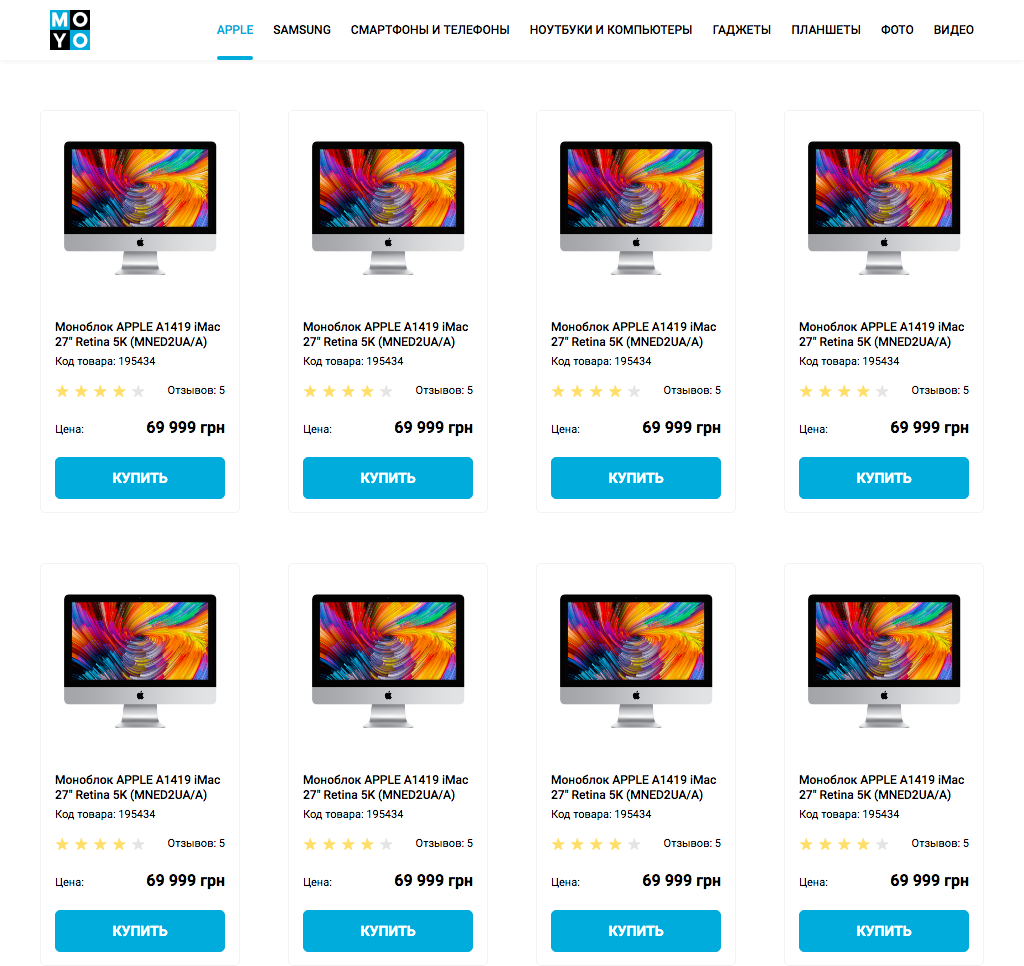 MO
YO
APPLE SAMSUNG СМАРТФОНЫ И ТЕЛЕФОНЫ НОУТБУКИ И КОМПЬЮТЕРЫ ГАДЖЕТЫ ПЛАНШЕТЫ ФОТО ВИДЕО
Моноблок APPLE A1419 iMac
27" Retina 5K (MNED2UA/A)
Код товара: 195434
Отзывов: 5
Цена: 69 999 грн
КУПИТЬ
Моноблок APPLE A1419 iMac
27" Retina 5K (MNED2UA/A)
Код товара: 195434
Отзывов: 5
Цена: 69 999 грн
КУПИТЬ
Моноблок APPLE A1419 iMac
27" Retina 5K (MNED2UA/A)
Код товара: 195434
Отзывов: 5
Цена: 69 999 грн
КУПИТЬ
Моноблок APPLE A1419 iMac
27" Retina 5K (MNED2UA/A)
Код товара: 195434
Отзывов: 5
Цена: 69 999 грн
КУПИТЬ
Моноблок APPLE A1419 iMac
27" Retina 5K (MNED2UA/A)
Код товара: 195434
Отзывов: 5
Цена: 69 999 грн
КУПИТЬ
Моноблок APPLE A1419 iMac
27" Retina 5K (MNED2UA/A)
Код товара: 195434
Отзывов: 5
Цена: 69 999 грн
КУПИТЬ
Моноблок APPLE A1419 iMac
27" Retina 5K (MNED2UA/A)
Код товара: 195434
Отзывов: 5
Цена: 69 999 грн
КУПИТЬ
Моноблок APPLE A1419 iMac
27" Retina 5K (MNED2UA/A)
Код товара: 195434
Отзывов: 5
Цена: 69 999 грн
КУПИТЬ